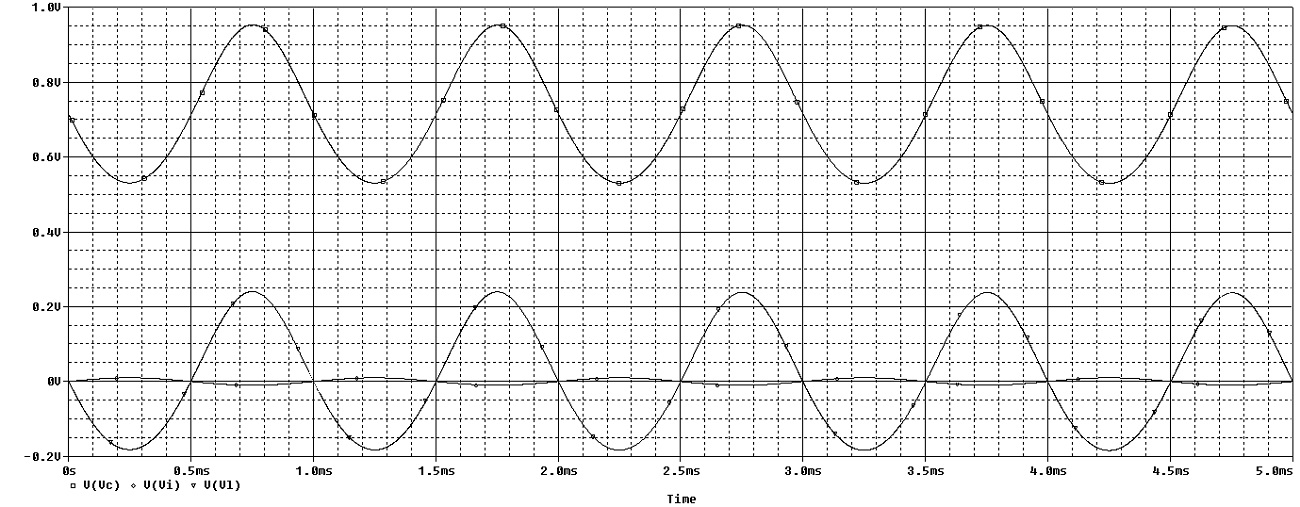 1.0V
0.8V
0.6V
0.4V
0.2V
0V
-0.2V
0s 0.5ms 1.0ms 1.5ms 2.0ms 2.5ms 3.0ms 3.5ms 4.0ms 4.5ms 5.0ms
V(Vc) V(Vi) V(Vl)
Time